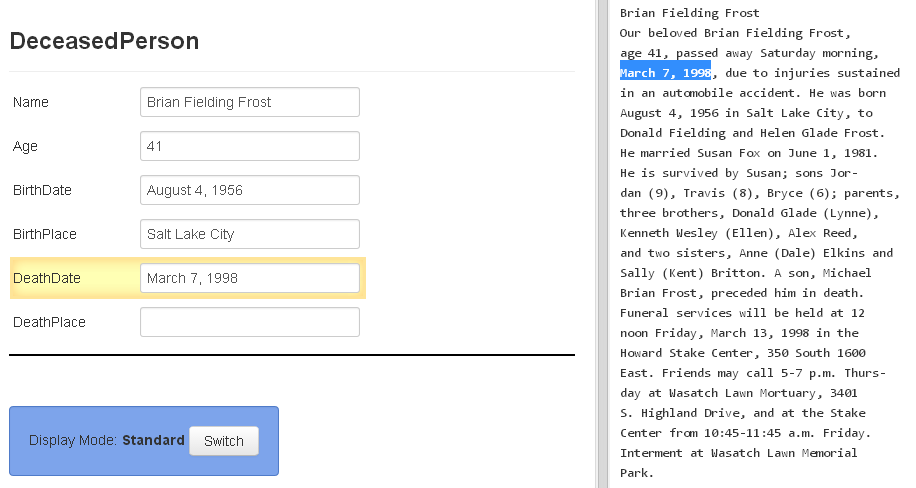 DeceasedPerson
Name Brian Fielding Frost
Age 41
BirthDate August 4, 1956
BirthPlace Salt Lake City
DeathDate March 7, 1998
DeathPlace
Display Mode: Standard Switch
Brian Fielding Frost
Our beloved Brian Fielding Frost,
age 41, passed away Saturday morning,
March 7, 1998, due to injuries sustained
in an automobile accident. He was born
August 4, 1956 in Salt Lake City, to
Donald Fielding and Helen Glade Frost.
He married Susan Fox on June 1, 1981.
He is survived by Susan; sons Jor-
dan (9), Travis (8), Bryce (6); parents,
three brothers, Donald Glade (Lynne),
Kenneth Wesley (Ellen), Alex Reed,
and two sisters, Anne (Dale) Elkins and
Sally (Kent) Britton. A son, Michael
Brian Frost, preceded him in death.
Funeral services will be held at 12
noon Friday, March 13, 1998 in the
Howard Stake Center, 350 South 1600
East. Friends may call 5-7 p.m. Thurs-
day at Wasatch Lawn Mortuary, 3401
S. Highland Drive, and at the Stake
Center from 10:45-11:45 a.m. Friday.
Interment at Wasatch Lawn Memorial
Park.